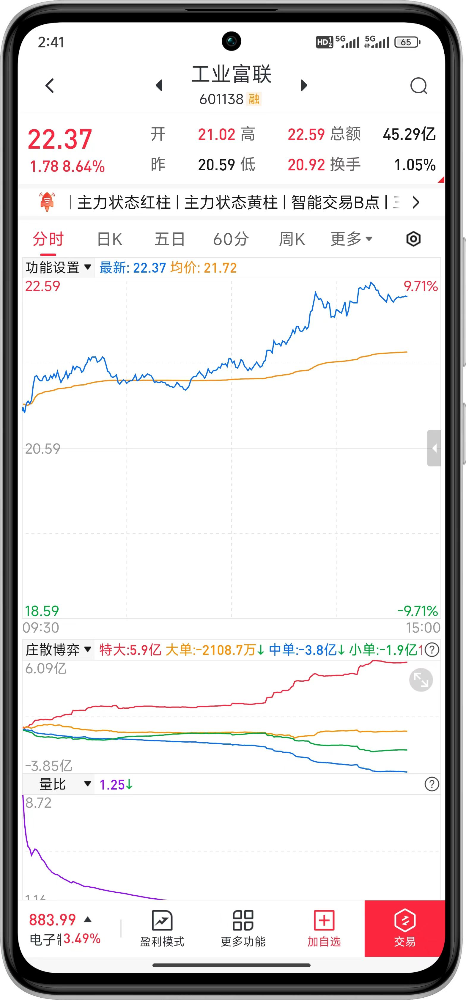 2:41 HD 1 2 5G 5G 65
工业富联
601138 融
22.37 开 21.02 高 22.59 总额 45.29亿
1.78 8.64% 昨 20.59 低 20.92 换手 1.05%
| 主力状态红柱 | 主力状态黄柱 | 智能交易B点 |
分时 日K 五日 60分 周K 更多
功能设置 最新: 22.37 均价: 21.72
22.59 9.71%
20.59
18.59 -9.71%
09:30 15:00
庄散博弈 特大:5.9亿 大单:-2108.7万↓ 中单:-3.8亿↓ 小单:-1.9亿 ?
6.09亿
-3.85亿
量比 1.25↓ ?
8.72
1.16
883.99 ▲
电子 3.49% 盈利模式 更多功能 加自选 交易